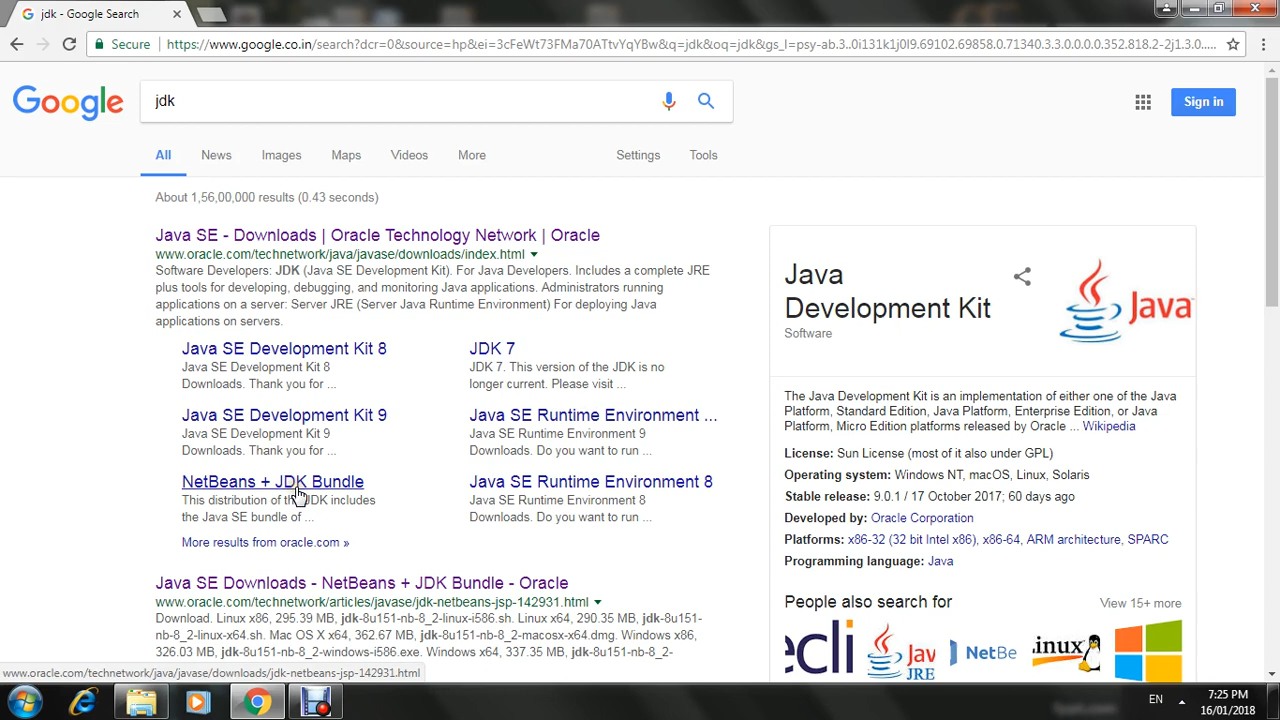 jdk - Google Search
Secure https://www.google.co.in/search?dcr=0&source=hp&ei=3cFeWt73FMa70ATtvYqYBw&q=jdk&oq=jdk&gs_l=psy-ab.3..0i131k1j0l9.69102.69858.0.71340.3.3.0.0.0.0.352.818.2-2j1.3.0....
Google
jdk
Sign in
All News Images Maps Videos More Settings Tools
About 1,56,00,000 results (0.43 seconds)
Java SE - Downloads | Oracle Technology Network | Oracle
www.oracle.com/technetwork/java/javase/downloads/index.html
Software Developers: JDK (Java SE Development Kit). For Java Developers. Includes a complete JRE
plus tools for developing, debugging, and monitoring Java applications. Administrators running
applications on a server: Server JRE (Server Java Runtime Environment) For deploying Java
applications on servers.
Java SE Development Kit 8
Java SE Development Kit 8
Downloads. Thank you for ...
JDK 7
JDK 7. This version of the JDK is no
longer current. Please visit ...
Java SE Development Kit 9
Java SE Development Kit 9
Downloads. Thank you for ...
Java SE Runtime Environment ...
Java SE Runtime Environment 9
Downloads. Do you want to run ...
NetBeans + JDK Bundle
This distribution of the JDK includes
the Java SE bundle of ...
Java SE Runtime Environment 8
Java SE Runtime Environment 8
Downloads. Do you want to run ...
More results from oracle.com »
Java SE Downloads - NetBeans + JDK Bundle - Oracle
www.oracle.com/technetwork/articles/javase/jdk-netbeans-jsp-142931.html
Download. Linux x86, 295.39 MB, jdk-8u151-nb-8_2-linux-i586.sh. Linux x64, 290.35 MB, jdk-
8u151-nb-8_2-linux-x64.sh. Mac OS X x64, 362.67 MB, jdk-8u151-nb-8_2-macosx-x64.dmg. Windows x86,
326.03 MB, jdk-8u151-nb-8_2-windows-i586.exe. Windows x64, 337.35 MB, jdk-8u151-nb-8_2-
Java
Development Kit
Software
Java
The Java Development Kit is an implementation of either one of the Java
Platform, Standard Edition, Java Platform, Enterprise Edition, or Java
Platform, Micro Edition platforms released by Oracle ... Wikipedia
License: Sun License (most of it also under GPL)
Operating system: Windows NT, macOS, Linux, Solaris
Stable release: 9.0.1 / 17 October 2017; 60 days ago
Developed by: Oracle Corporation
Platforms: x86-32 (32 bit Intel x86), x86-64, ARM architecture, SPARC
Programming language: Java
People also search for View 15+ more
ecli
Jav
JRE
NetBe
inux
www.oracle.com/technetwork/java/javase/downloads/jdk-netbeans-jsp-142931.html
EN
7:25 PM
16/01/2018